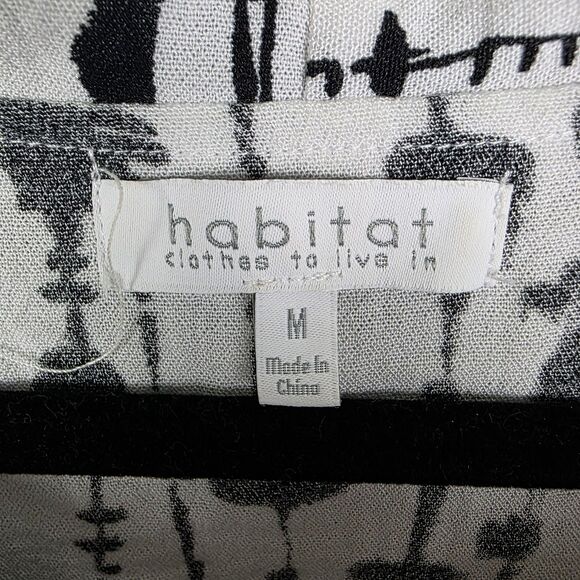 habitat
clothes to live in
M
Made In
China